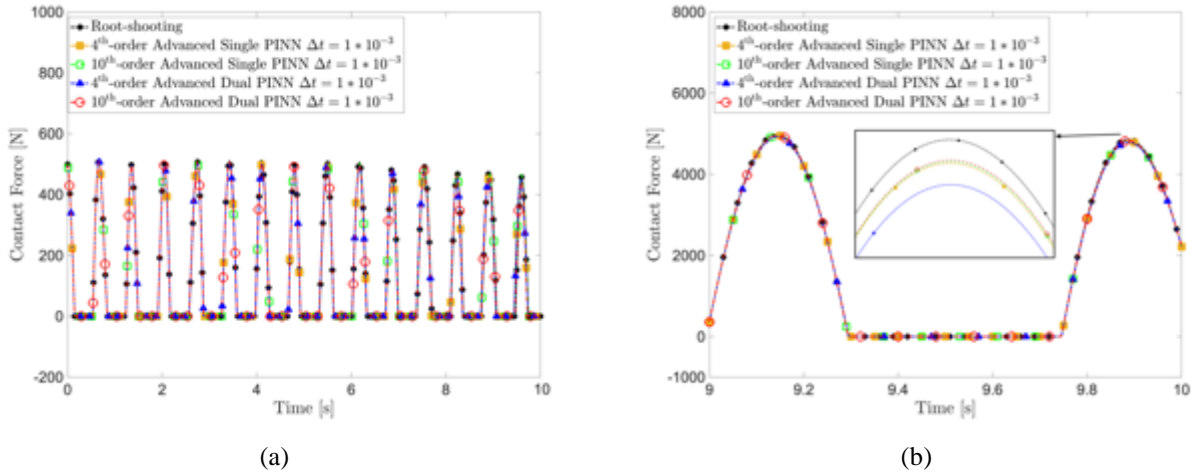 1000
800
600
400
200
0
-200
0 2 4 6 8 10
Contact Force [N]
Time [s]
Root-shooting
4th-order Advanced Single PINN Δt = 1 * 10⁻³
10th-order Advanced Single PINN Δt = 1 * 10⁻³
4th-order Advanced Dual PINN Δt = 1 * 10⁻³
10th-order Advanced Dual PINN Δt = 1 * 10⁻³
(a)
8000
6000
4000
2000
0
-1000
9 9.2 9.4 9.6 9.8 10
Contact Force [N]
Time [s]
Root-shooting
4th-order Advanced Single PINN Δt = 1 * 10⁻³
10th-order Advanced Single PINN Δt = 1 * 10⁻³
4th-order Advanced Dual PINN Δt = 1 * 10⁻³
10th-order Advanced Dual PINN Δt = 1 * 10⁻³
(b)